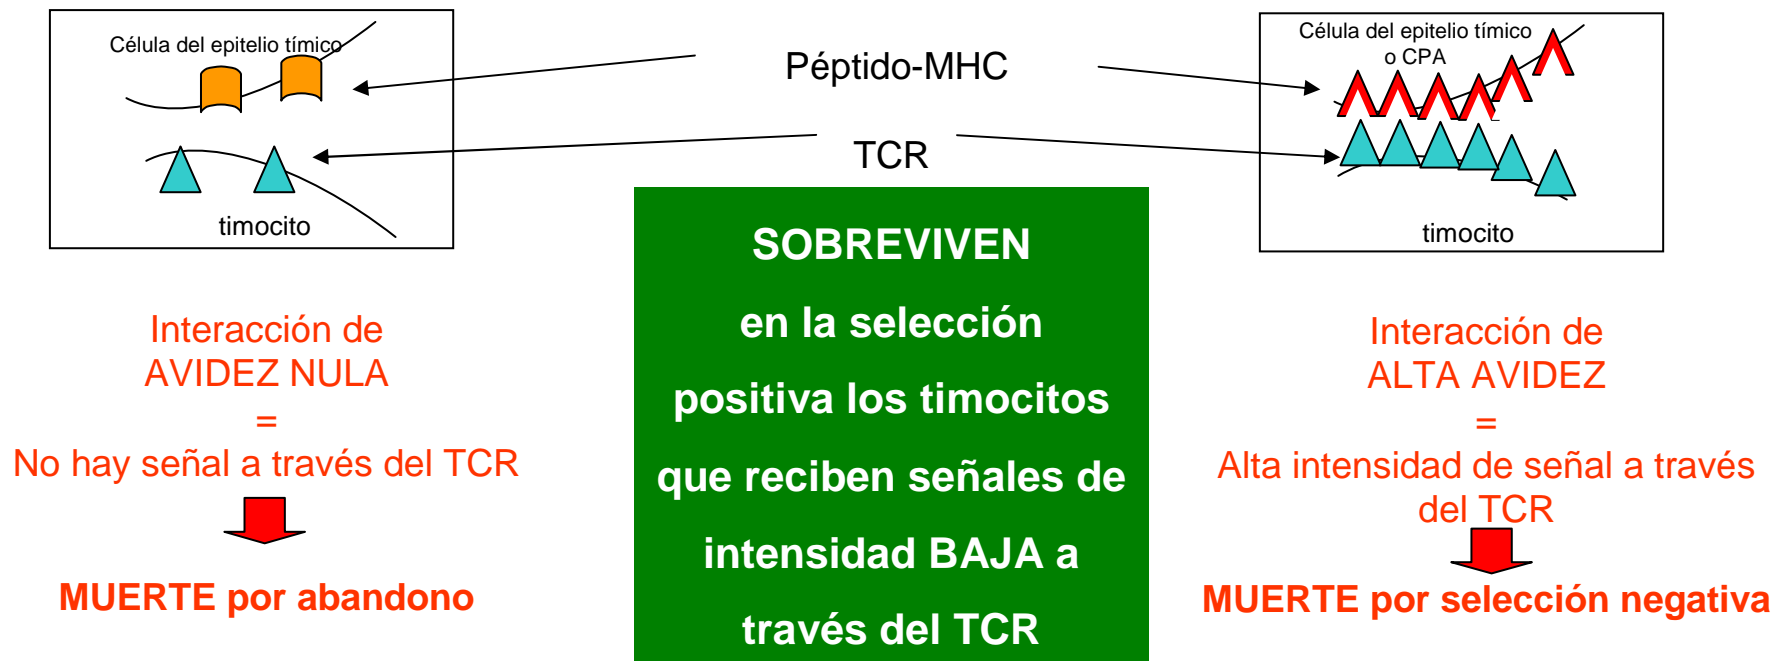 Célula del epitelio tímico
timocito
Péptido-MHC
TCR
Célula del epitelio tímico
o CPA
timocito
Interacción de
AVIDEZ NULA
=
No hay señal a través del TCR
MUERTE por abandono
SOBREVIVEN
en la selección
positiva los timocitos
que reciben señales de
intensidad BAJA a
través del TCR
Interacción de
ALTA AVIDEZ
=
Alta intensidad de señal a través
del TCR
MUERTE por selección negativa